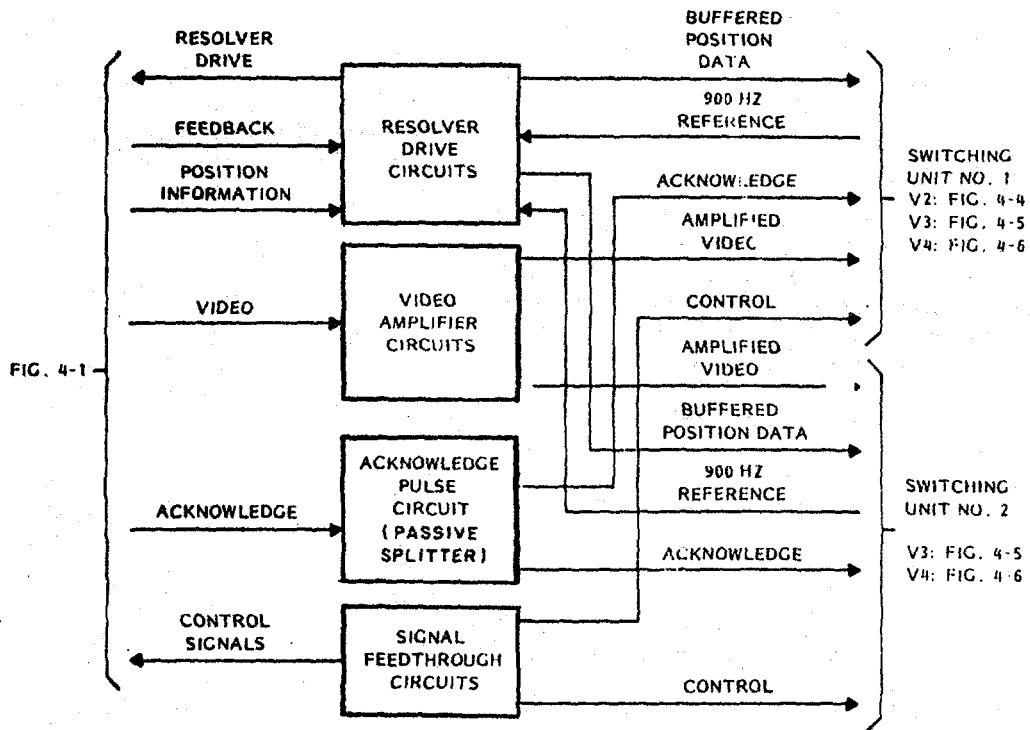 FIG. 4-1
RESOLVER
DRIVE
FEEDBACK
POSITION
INFORMATION
VIDEO
ACKNOWLEDGE
CONTROL
SIGNALS
RESOLVER
DRIVE
CIRCUITS
VIDEO
AMPLIFIER
CIRCUITS
ACKNOWLEDGE
PULSE
CIRCUIT
(PASSIVE
SPLITTER)
SIGNAL
FEEDTHROUGH
CIRCUITS
BUFFERED
POSITION
DATA
900 HZ
REFERENCE
ACKNOWLEDGE
AMPLIFIED
VIDEO
CONTROL
AMPLIFIED
VIDEO
BUFFERED
POSITION DATA
900 HZ
REFERENCE
ACKNOWLEDGE
CONTROL
SWITCHING
UNIT NO. 1
V2: FIG. 4-4
V3: FIG. 4-5
V4: FIG. 4-6
SWITCHING
UNIT NO. 2
V3: FIG. 4-5
V4: FIG. 4-6